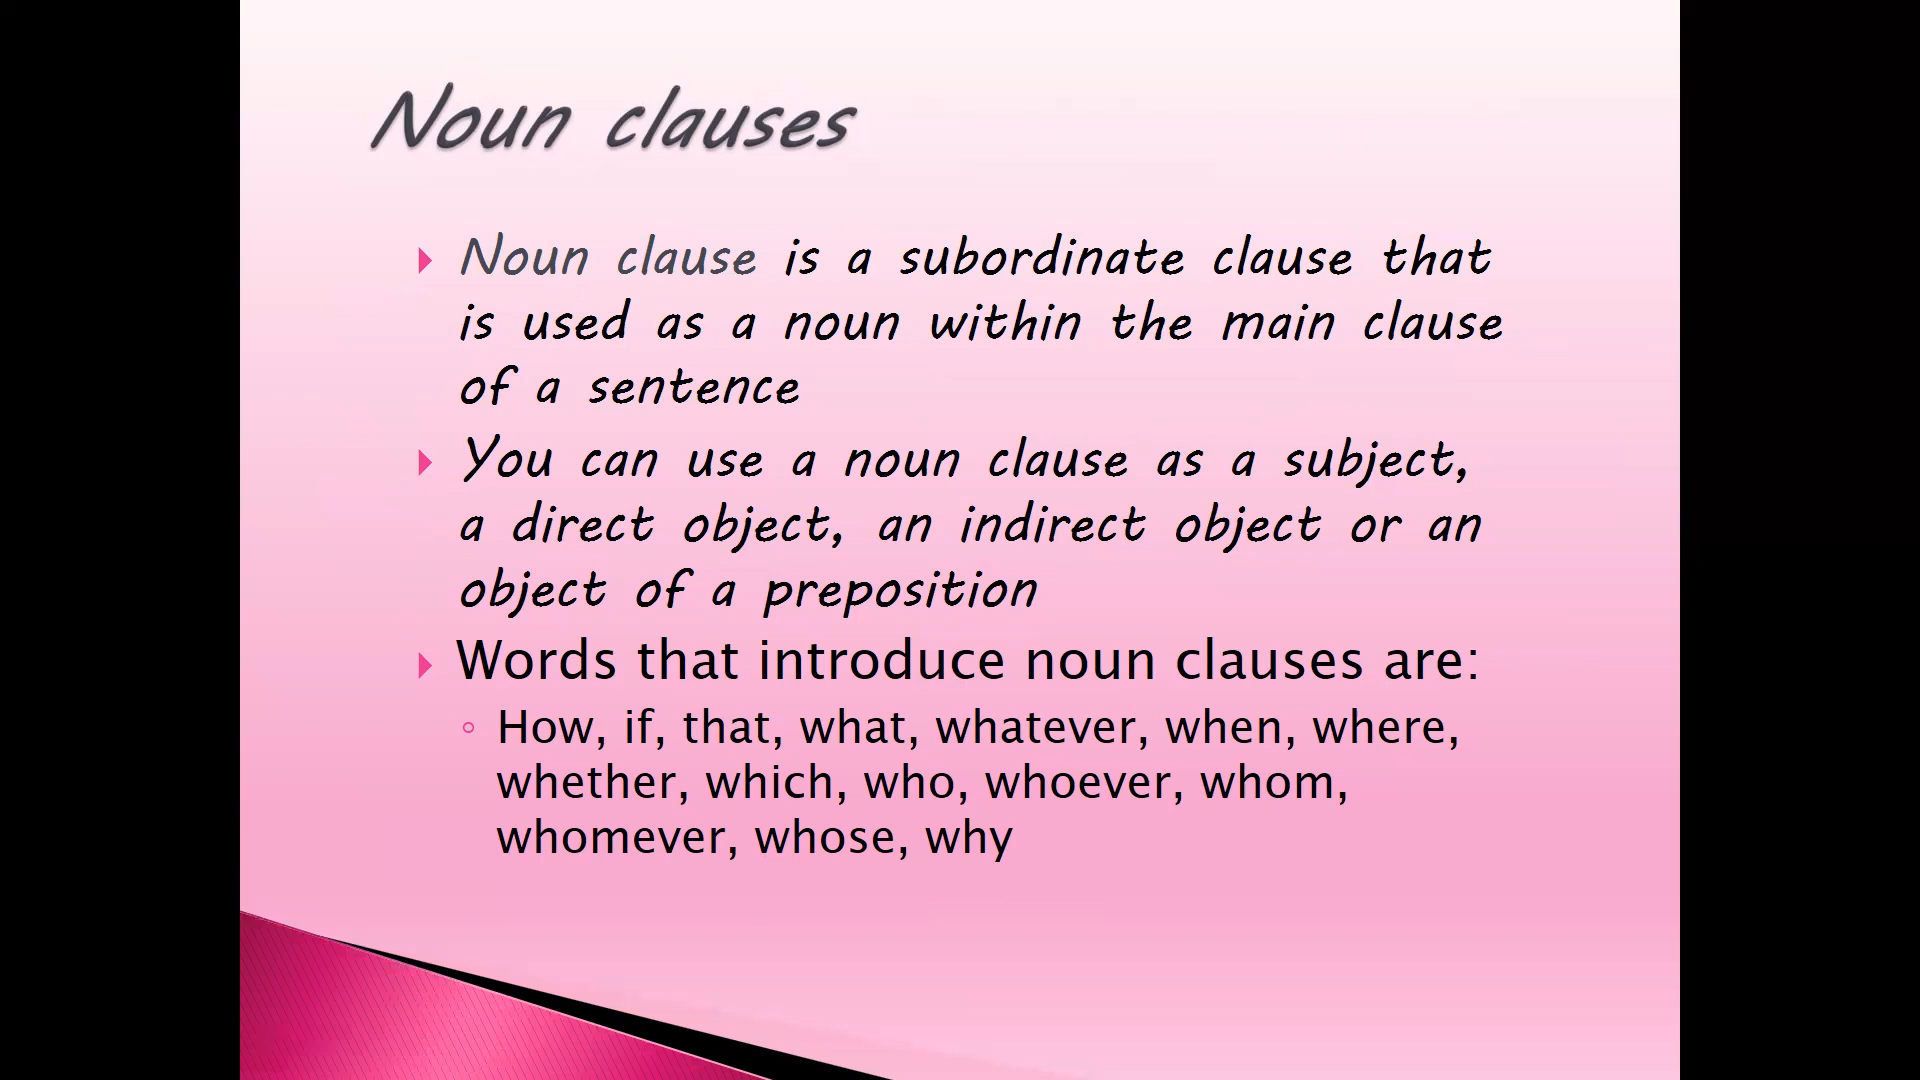 Noun clauses
Noun clause is a subordinate clause that
is used as a noun within the main clause
of a sentence
You can use a noun clause as a subject,
a direct object, an indirect object or an
object of a preposition
Words that introduce noun clauses are:
How, if, that, what, whatever, when, where,
whether, which, who, whoever, whom,
whomever, whose, why